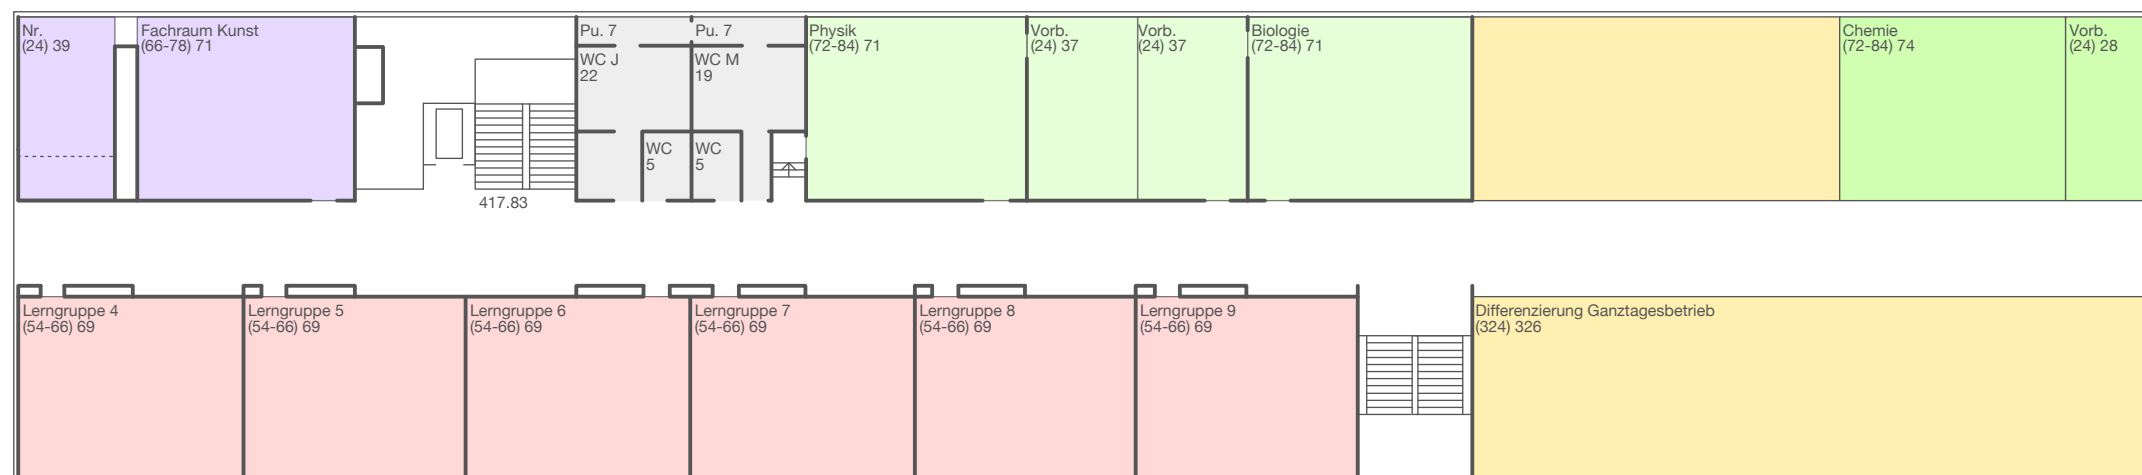 Nr.
(24) 39
Fachraum Kunst
(66-78) 71
Pu. 7
WC J
22
Pu. 7
WC M
19
WC
5
WC
5
417.83
Physik
(72-84) 71
Vorb.
(24) 37
Vorb.
(24) 37
Biologie
(72-84) 71
Chemie
(72-84) 74
Vorb.
(24) 28
Lerngruppe 4
(54-66) 69
Lerngruppe 5
(54-66) 69
Lerngruppe 6
(54-66) 69
Lerngruppe 7
(54-66) 69
Lerngruppe 8
(54-66) 69
Lerngruppe 9
(54-66) 69
Differenzierung Ganztagesbetrieb
(324) 326